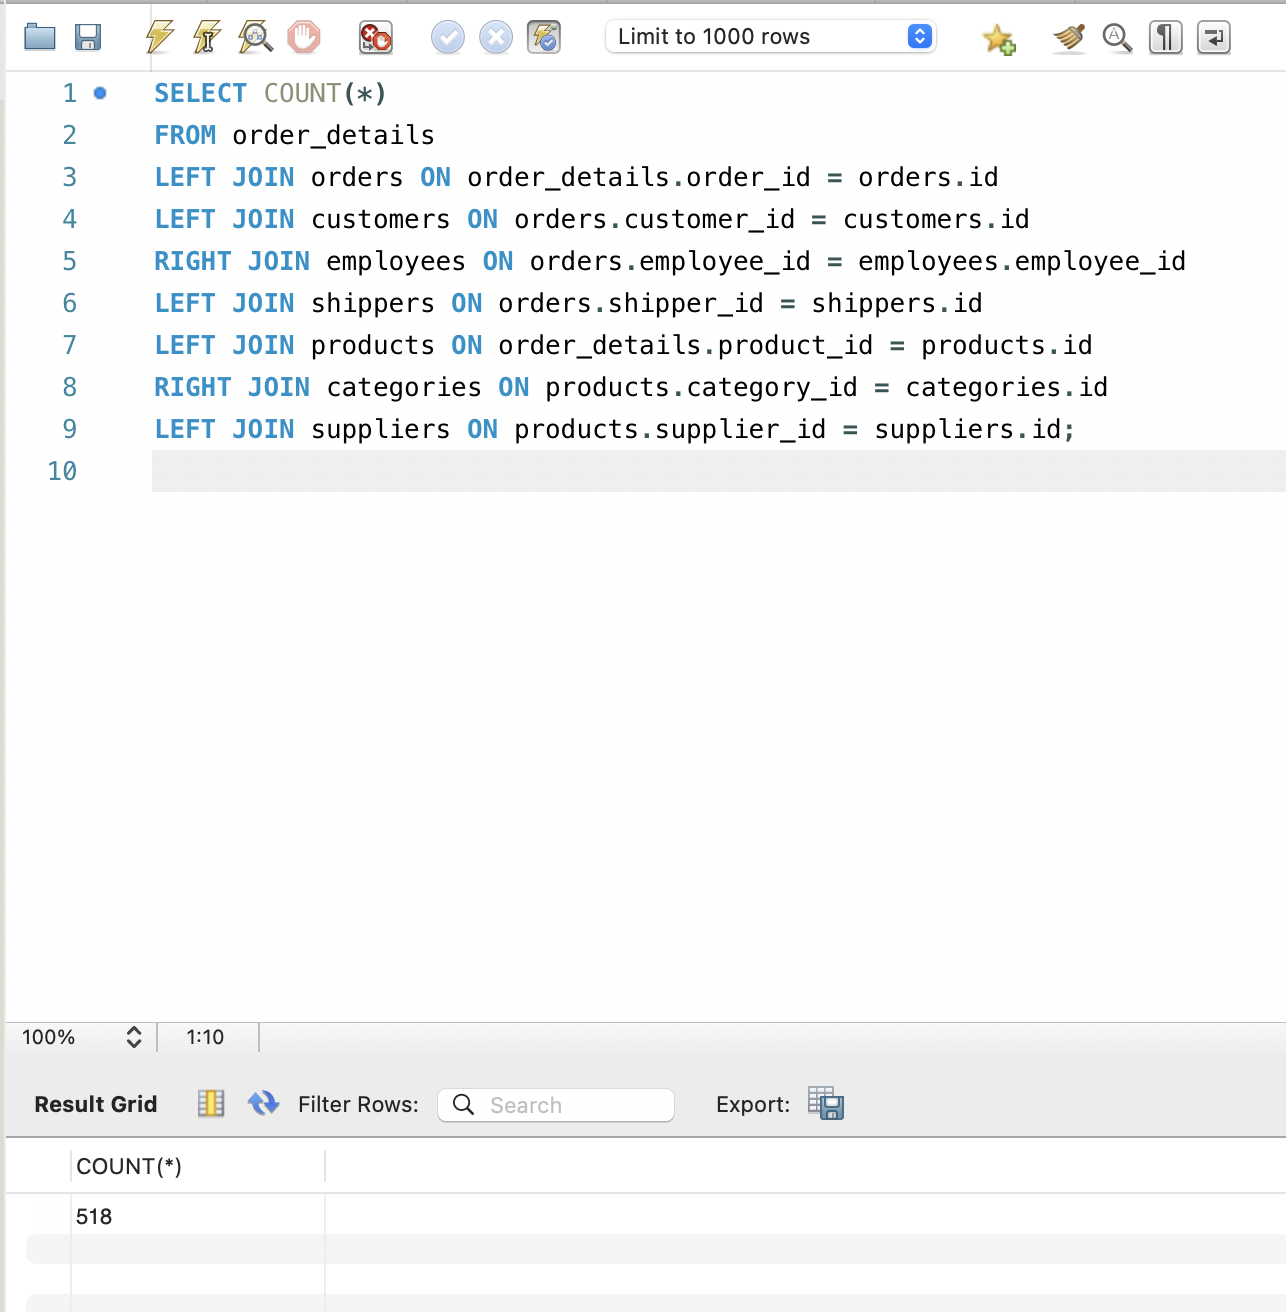 Limit to 1000 rows
1 SELECT COUNT(*)
2 FROM order_details
3 LEFT JOIN orders ON order_details.order_id = orders.id
4 LEFT JOIN customers ON orders.customer_id = customers.id
5 RIGHT JOIN employees ON orders.employee_id = employees.employee_id
6 LEFT JOIN shippers ON orders.shipper_id = shippers.id
7 LEFT JOIN products ON order_details.product_id = products.id
8 RIGHT JOIN categories ON products.category_id = categories.id
9 LEFT JOIN suppliers ON products.supplier_id = suppliers.id;
10
100% 1:10
Result Grid Filter Rows: Search Export:
COUNT(*)
518